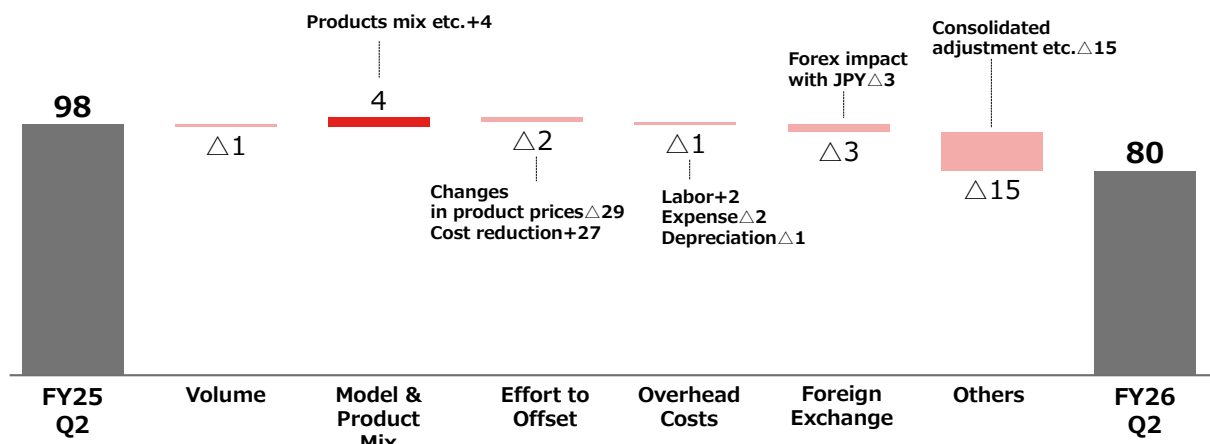 Products mix etc.+4
Consolidated
adjustment etc.△15
Forex impact
with JPY△3
98
4
△1
△2
△1
△3
△15
80
Changes
in product prices△29
Cost reduction+27
Labor+2
Expense△2
Depreciation△1
FY25
Q2
Volume
Model &
Product
Mix
Effort to
Offset
Overhead
Costs
Foreign
Exchange
Others
FY26
Q2